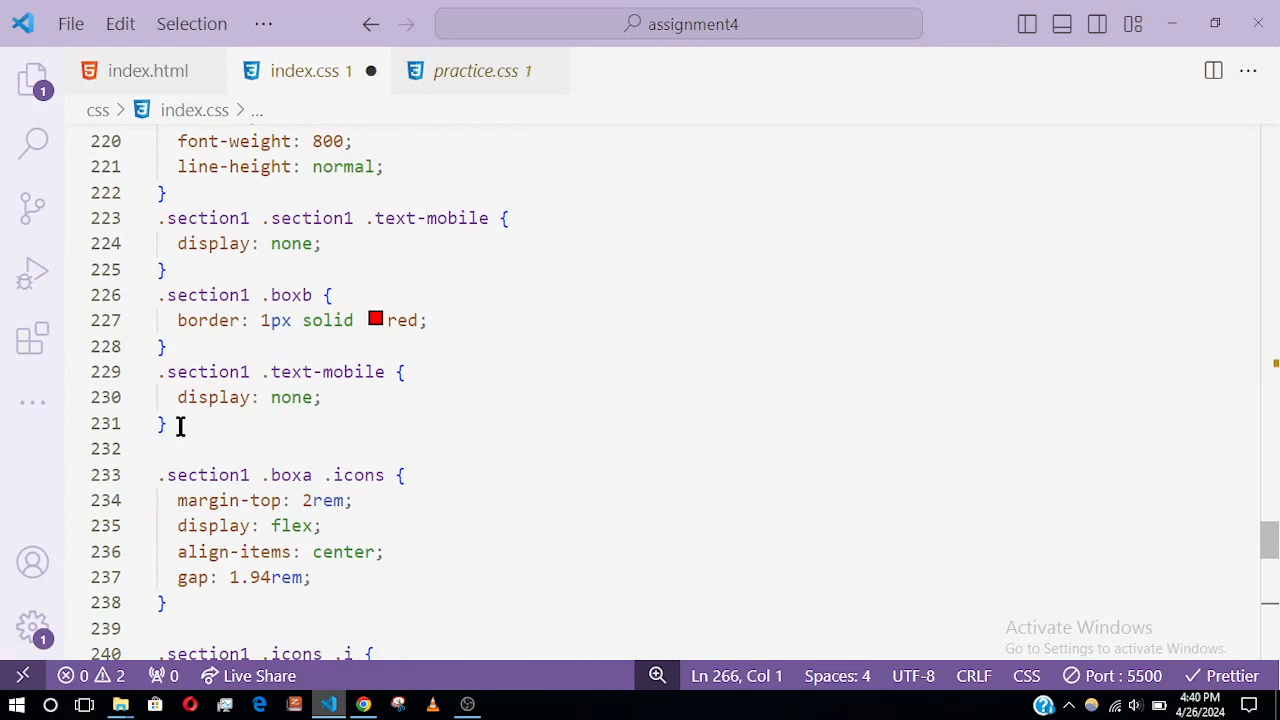 File Edit Selection ··· assignment4
index.html index.css 1 practice.css 1
css > index.css > ...
220 font-weight: 800;
221 line-height: normal;
222 }
223 .section1 .section1 .text-mobile {
224 display: none;
225 }
226 .section1 .boxb {
227 border: 1px solid red;
228 }
229 .section1 .text-mobile {
230 display: none;
231 }
232
233 .section1 .boxa .icons {
234 margin-top: 2rem;
235 display: flex;
236 align-items: center;
237 gap: 1.94rem;
238 }
239
240 .section1 .icons .i {
1
1
Activate Windows
Go to Settings to activate Windows.
0 2 0 Live Share Ln 266, Col 1 Spaces: 4 UTF-8 CRLF CSS Port : 5500 Prettier
4:40 PM
4/26/2024